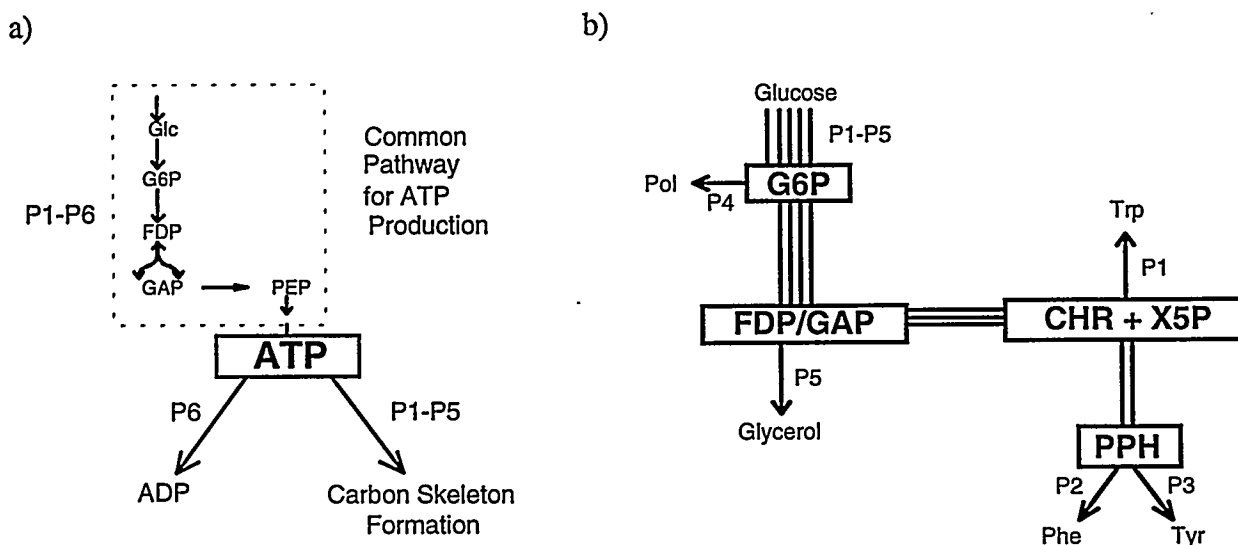 a)
Glc
G6P
FDP
GAP
PEP
P1-P6
Common
Pathway
for ATP
Production
ATP
P6
P1-P5
ADP
Carbon Skeleton
Formation
b)
Glucose
P1-P5
G6P
Pol
P4
Trp
P1
FDP/GAP
CHR + X5P
P5
Glycerol
PPH
P2
P3
Phe
Tyr